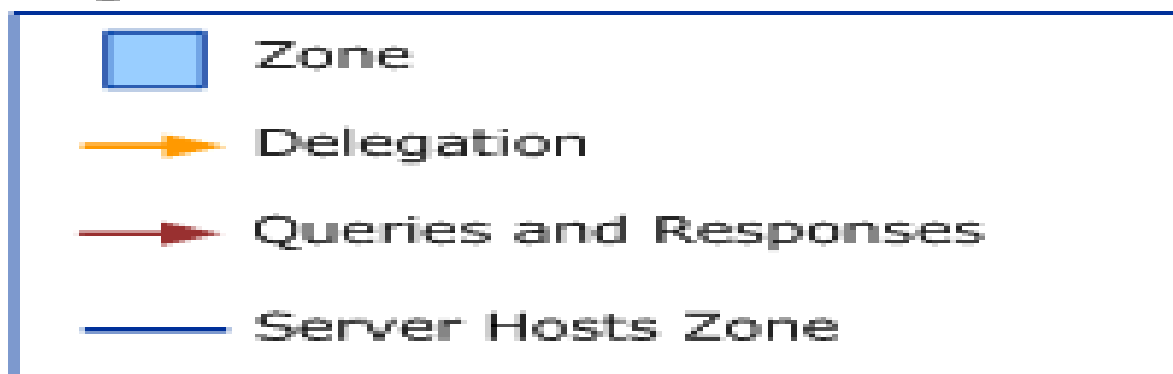 Zone
Delegation
Queries and Responses
Server Hosts Zone